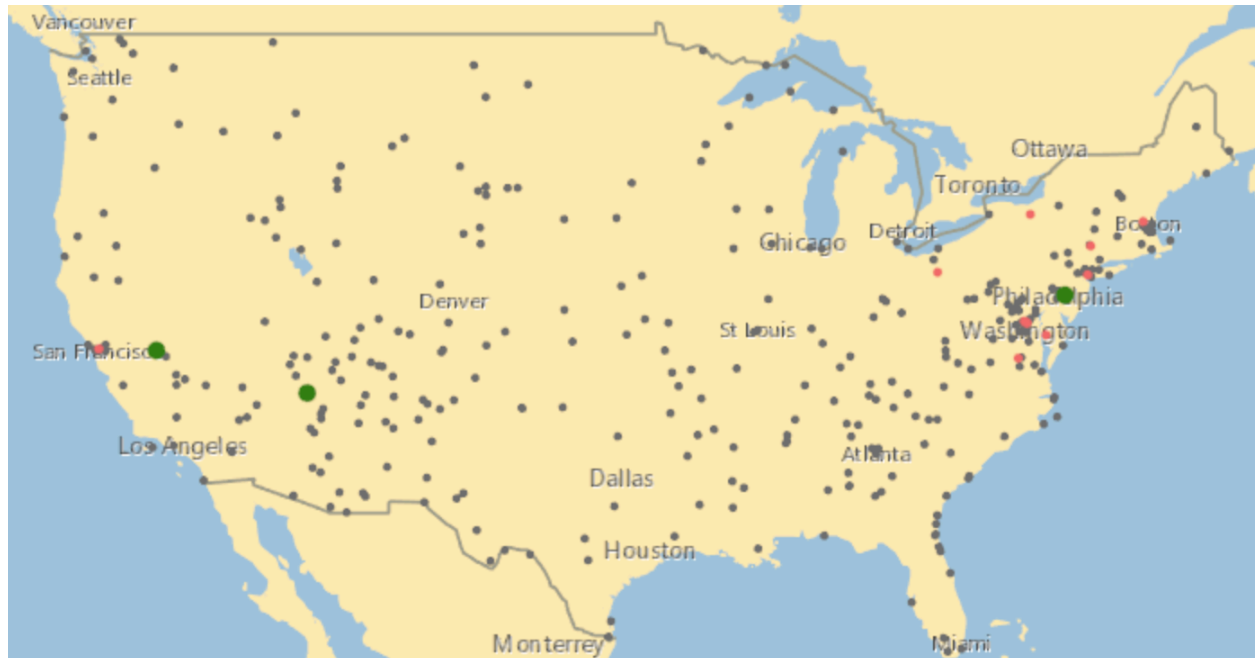 Vancouver
Seattle
Ottawa
Toronto
Boston
Detroit
Chicago
Denver
Philadelphia
St Louis
Washington
San Francisco
Los Angeles
Atlanta
Dallas
Houston
Monterrey
Miami